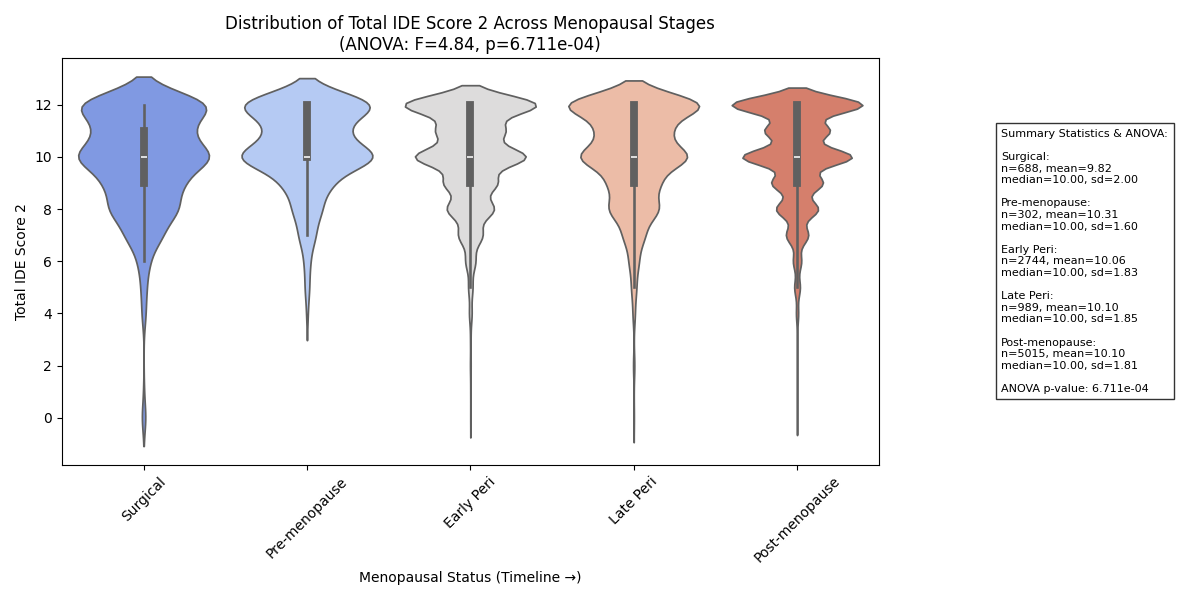 Distribution of Total IDE Score 2 Across Menopausal Stages
(ANOVA: F=4.84, p=6.711e-04)
Total IDE Score 2
12
10
8
6
4
2
0
Surgical
Pre-menopause
Early Peri
Late Peri
Post-menopause
Menopausal Status (Timeline →)
Summary Statistics & ANOVA:
Surgical:
n=688, mean=9.82
median=10.00, sd=2.00
Pre-menopause:
n=302, mean=10.31
median=10.00, sd=1.60
Early Peri:
n=2744, mean=10.06
median=10.00, sd=1.83
Late Peri:
n=989, mean=10.10
median=10.00, sd=1.85
Post-menopause:
n=5015, mean=10.10
median=10.00, sd=1.81
ANOVA p-value: 6.711e-04